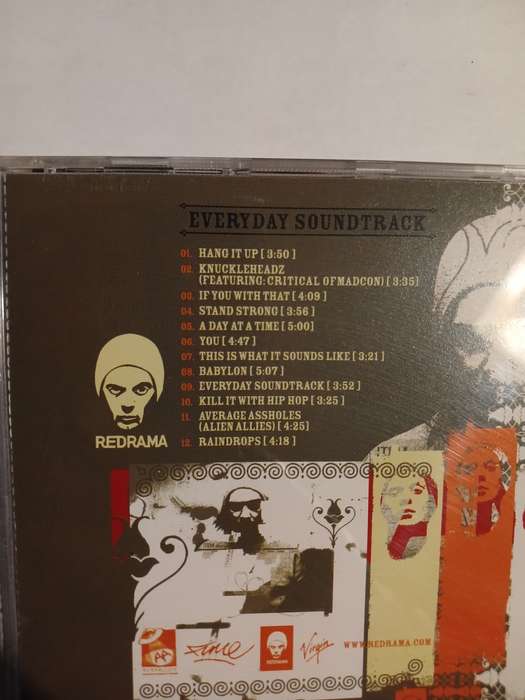 EVERYDAY SOUNDTRACK
01. HANG IT UP [ 3:50 ]
02. KNUCKLEHEADZ
(FEATURING: CRITICAL OF MADCON) [ 3:35]
03. IF YOU WITH THAT [ 4:09 ]
04. STAND STRONG [ 3:56 ]
05. A DAY AT A TIME [ 5:00]
06. YOU [ 4:47 ]
07. THIS IS WHAT IT SOUNDS LIKE [ 3:21 ]
08. BABYLON [ 5:07 ]
09. EVERYDAY SOUNDTRACK [ 3:52 ]
10. KILL IT WITH HIP HOP [ 3:25 ]
11. AVERAGE ASSHOLES
(ALIEN ALLIES) [ 4:25 ]
12. RAINDROPS [ 4:18 ]
REDRAMA
REDRAMA
Virgin
WWW.REDRAMA.COM